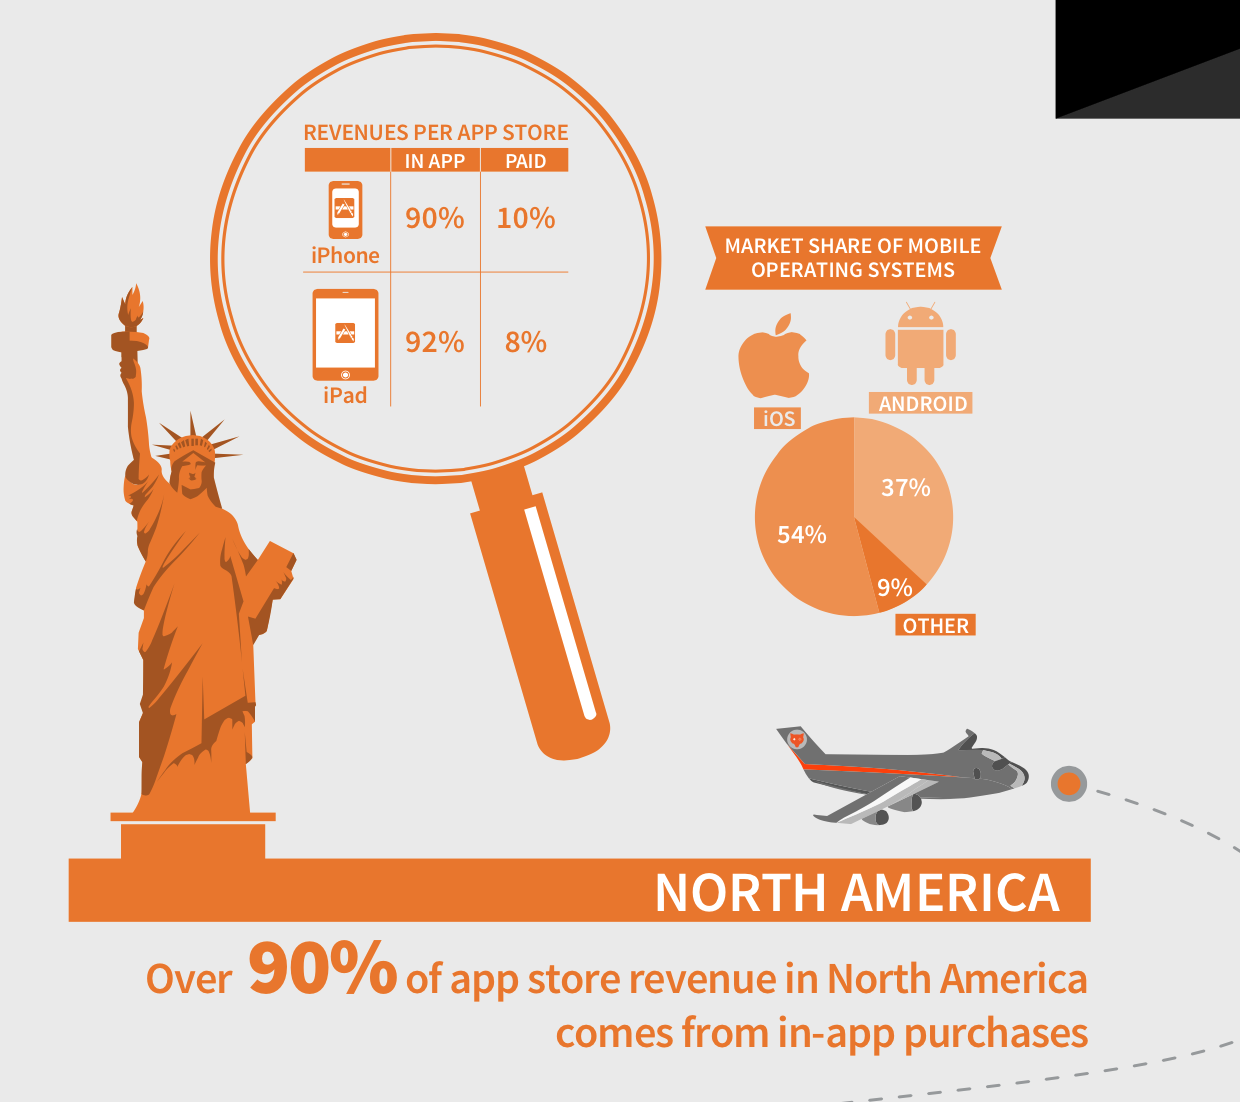 REVENUES PER APP STORE
IN APP PAID
iPhone 90% 10%
iPad 92% 8%
MARKET SHARE OF MOBILE
OPERATING SYSTEMS
iOS
ANDROID
37%
54%
9%
OTHER
NORTH AMERICA
Over 90% of app store revenue in North America
comes from in-app purchases